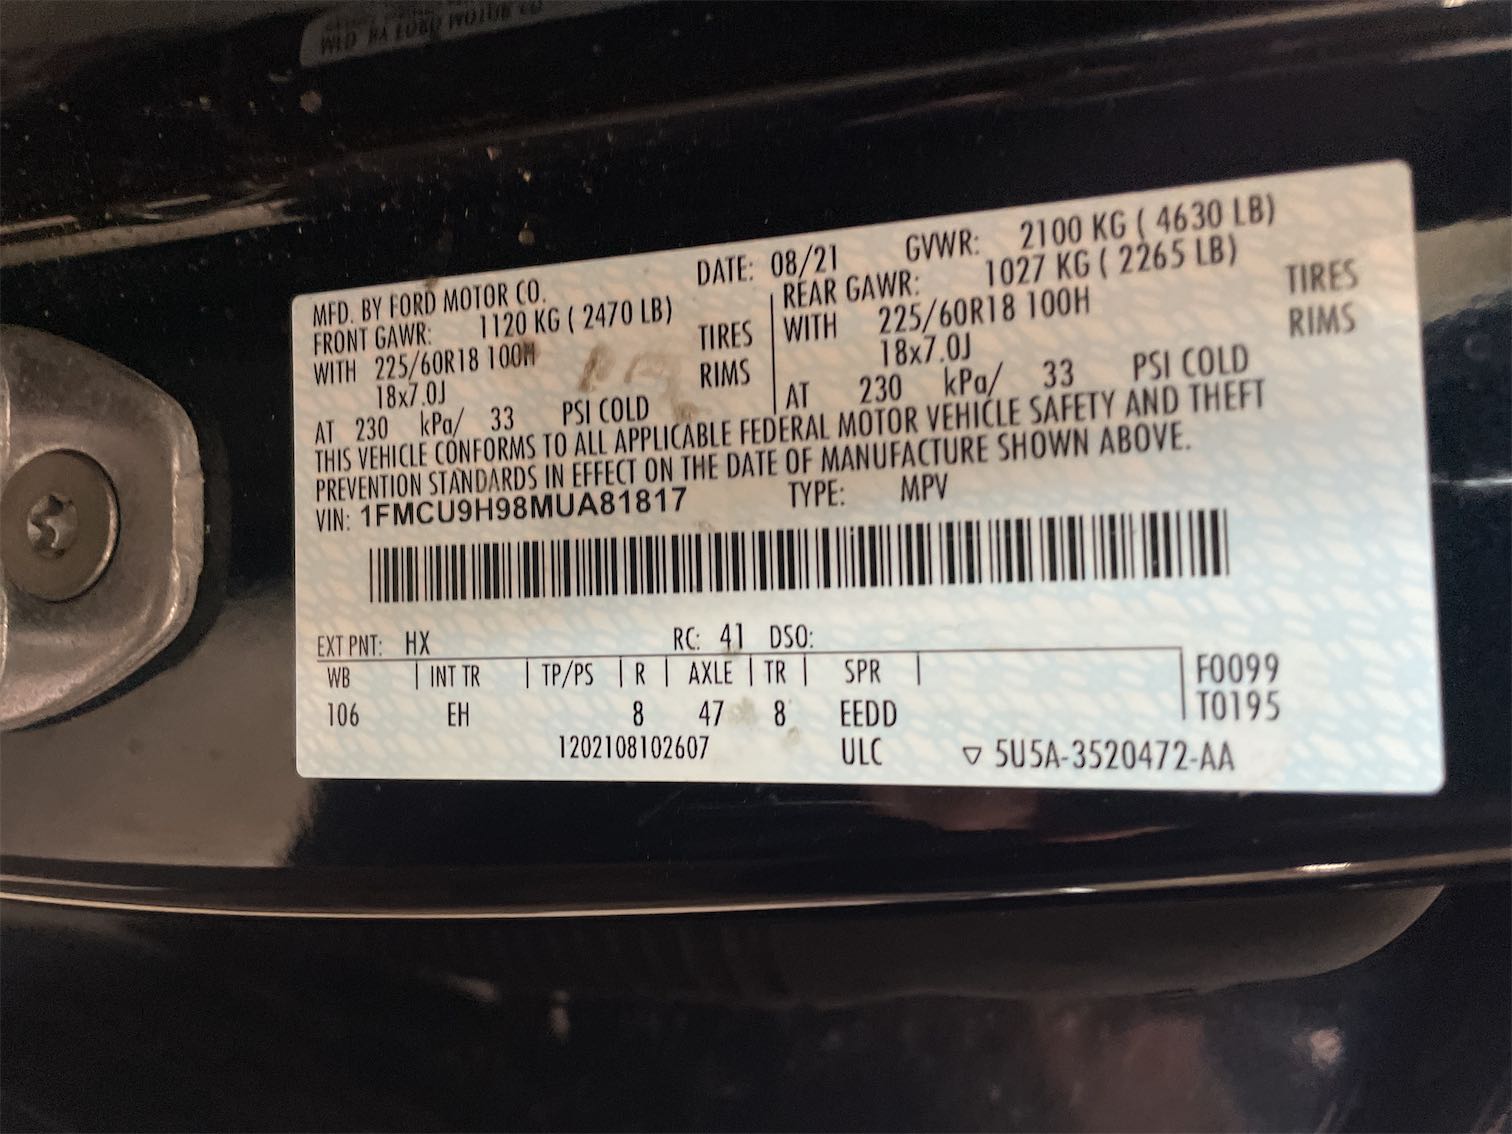 WLD BY FORD MOTOR CO
MFD. BY FORD MOTOR CO. DATE: 08/21 GVWR: 2100 KG ( 4630 LB)
FRONT GAWR: 1120 KG ( 2470 LB) REAR GAWR: 1027 KG ( 2265 LB)
WITH 225/60R18 100H TIRES WITH 225/60R18 100H TIRES
18x7.0J RIMS 18x7.0J RIMS
AT 230 kPa/ 33 PSI COLD AT 230 kPa/ 33 PSI COLD
THIS VEHICLE CONFORMS TO ALL APPLICABLE FEDERAL MOTOR VEHICLE SAFETY AND THEFT
PREVENTION STANDARDS IN EFFECT ON THE DATE OF MANUFACTURE SHOWN ABOVE.
VIN: 1FMCU9H98MUA81817 TYPE: MPV
EXT PNT: HX RC: 41 DSO:
WB INT TR TP/PS R AXLE TR SPR F0099
106 EH 8 47 8 EEDD T0195
1202108102607 ULC ▽ 5U5A-3520472-AA